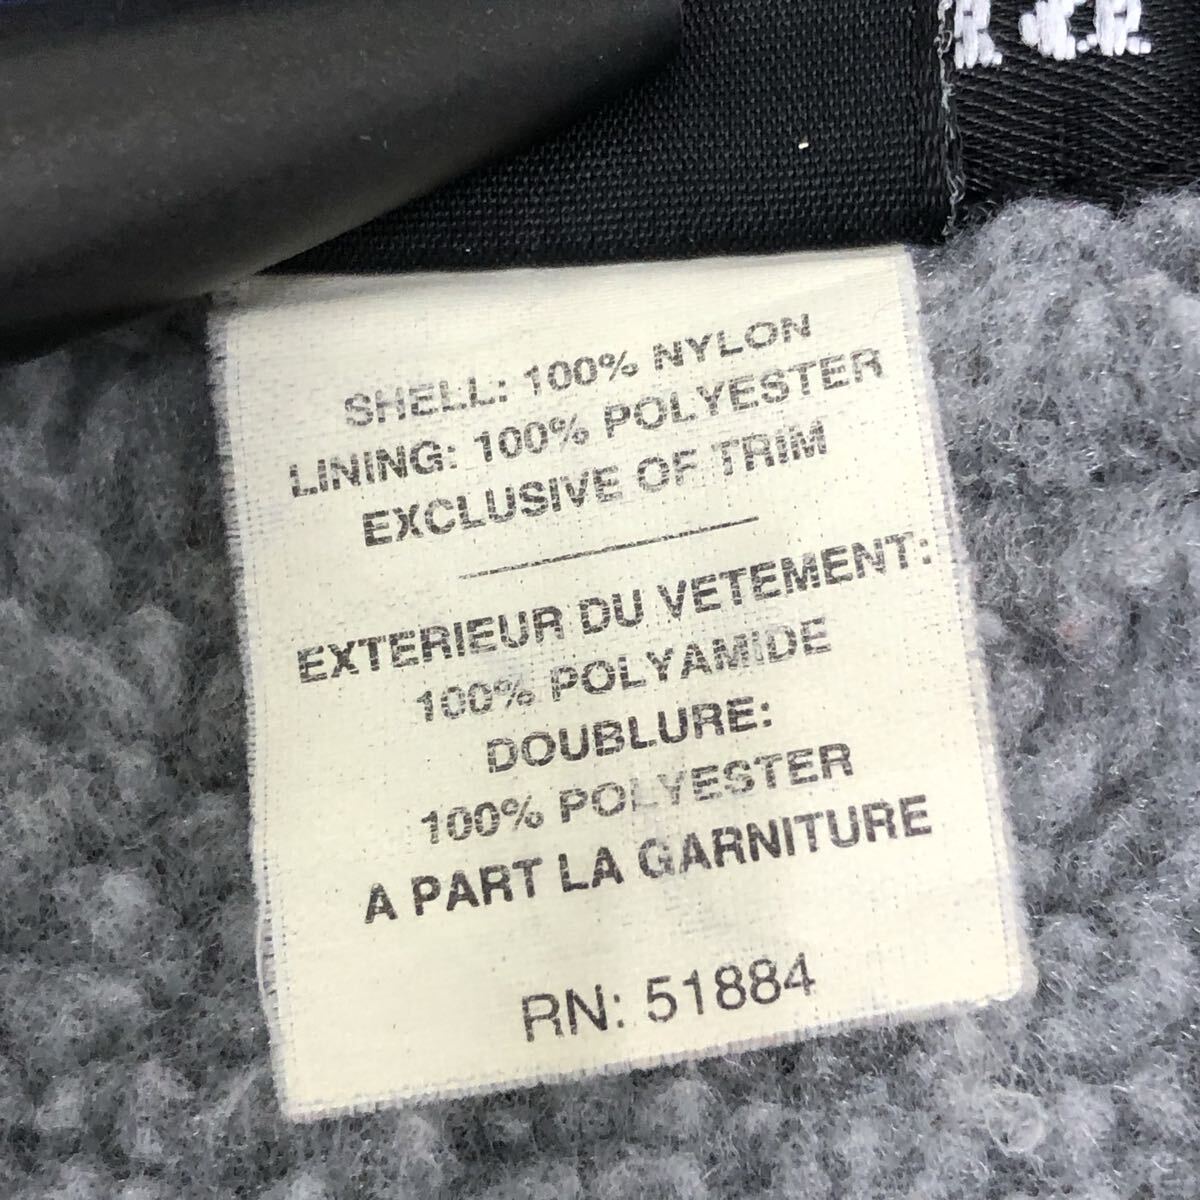 SHELL: 100% NYLON
LINING: 100% POLYESTER
EXCLUSIVE OF TRIM
EXTERIEUR DU VETEMENT:
100% POLYAMIDE
DOUBLURE:
100% POLYESTER
A PART LA GARNITURE
RN: 51884